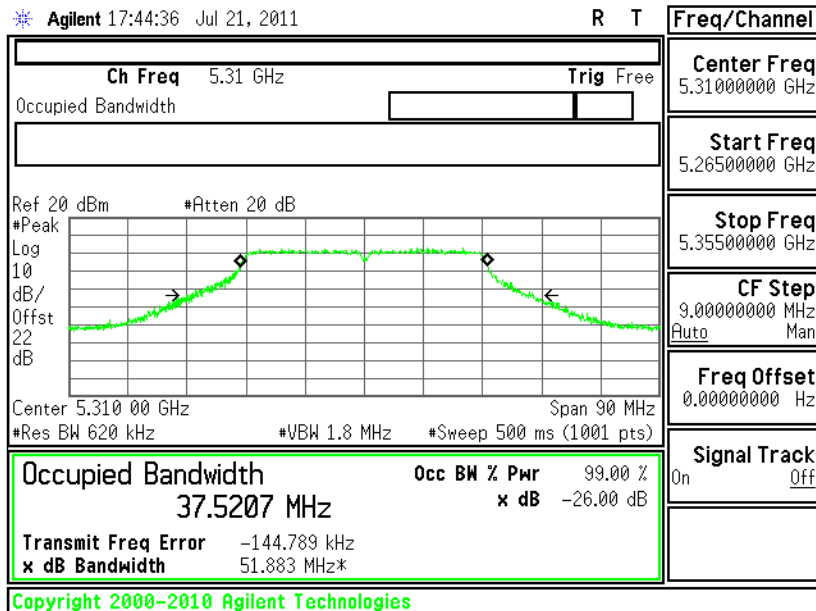 Agilent 17:44:36 Jul 21, 2011 R T
Freq/Channel
Ch Freq 5.31 GHz Trig Free
Occupied Bandwidth
Center Freq
5.31000000 GHz
Start Freq
5.26500000 GHz
Stop Freq
5.35500000 GHz
CF Step
9.00000000 MHz
Auto Man
Freq Offset
0.00000000 Hz
Signal Track
On Off
Ref 20 dBm #Atten 20 dB
#Peak
Log
10
dB/
Offst
22
dB
Center 5.310 00 GHz Span 90 MHz
#Res BW 620 kHz #VBW 1.8 MHz #Sweep 500 ms (1001 pts)
Occupied Bandwidth Occ BW % Pwr 99.00 %
37.5207 MHz x dB -26.00 dB
Transmit Freq Error -144.789 kHz
x dB Bandwidth 51.883 MHz*
Copyright 2000-2010 Agilent Technologies